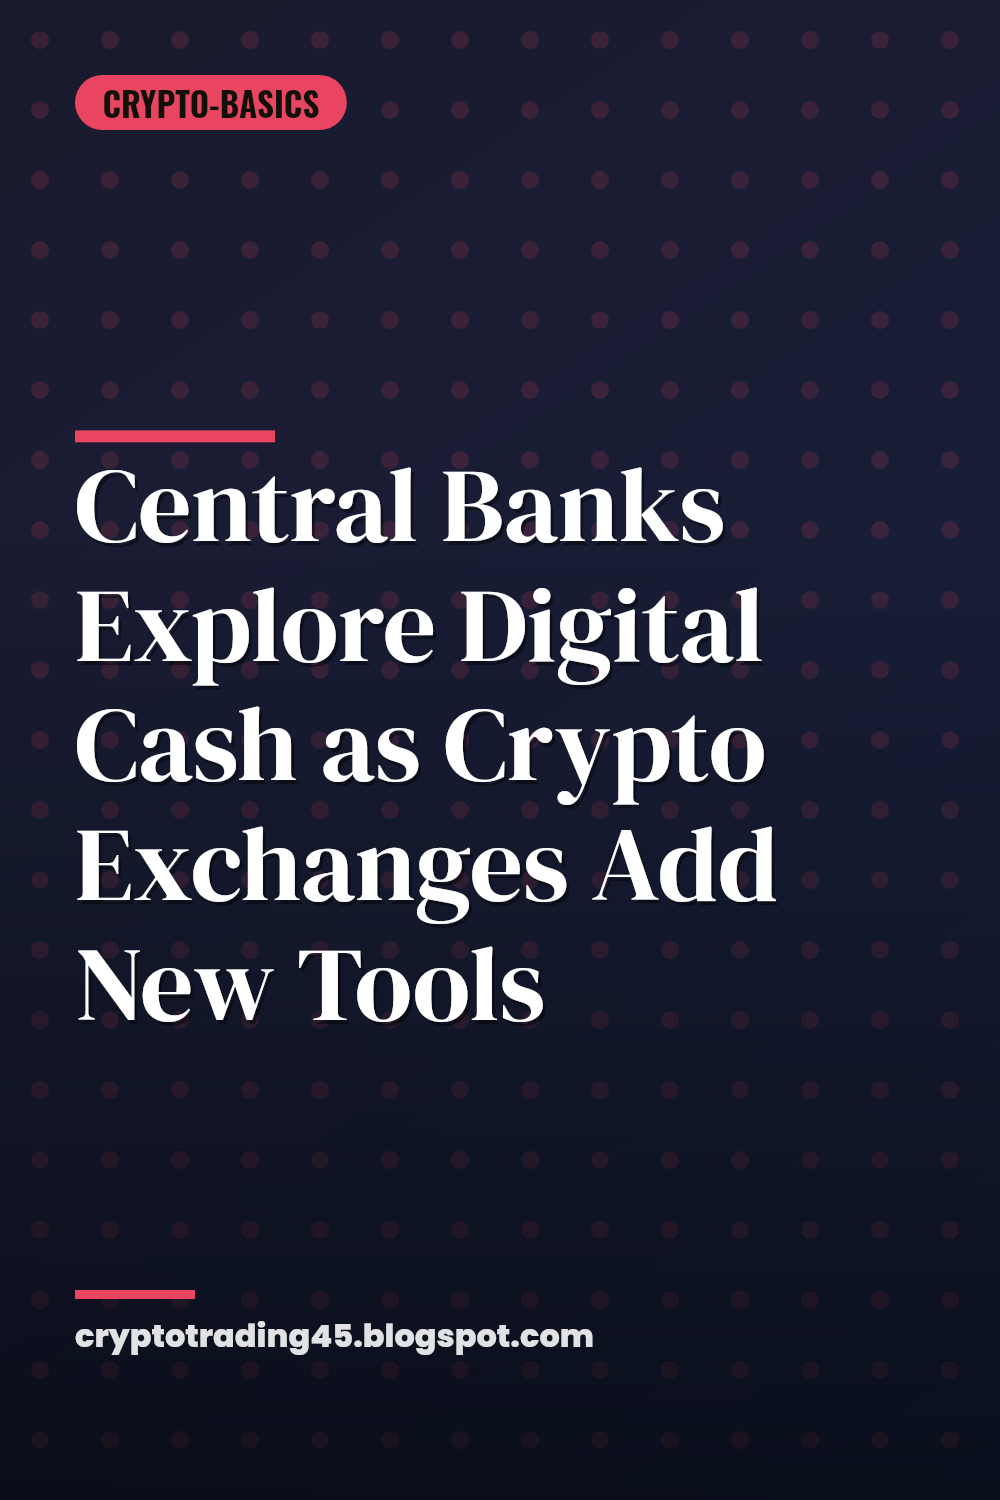 CRYPTO-BASICS
Central Banks
Explore Digital
Cash as Crypto
Exchanges Add
New Tools
cryptotrading45.blogspot.com